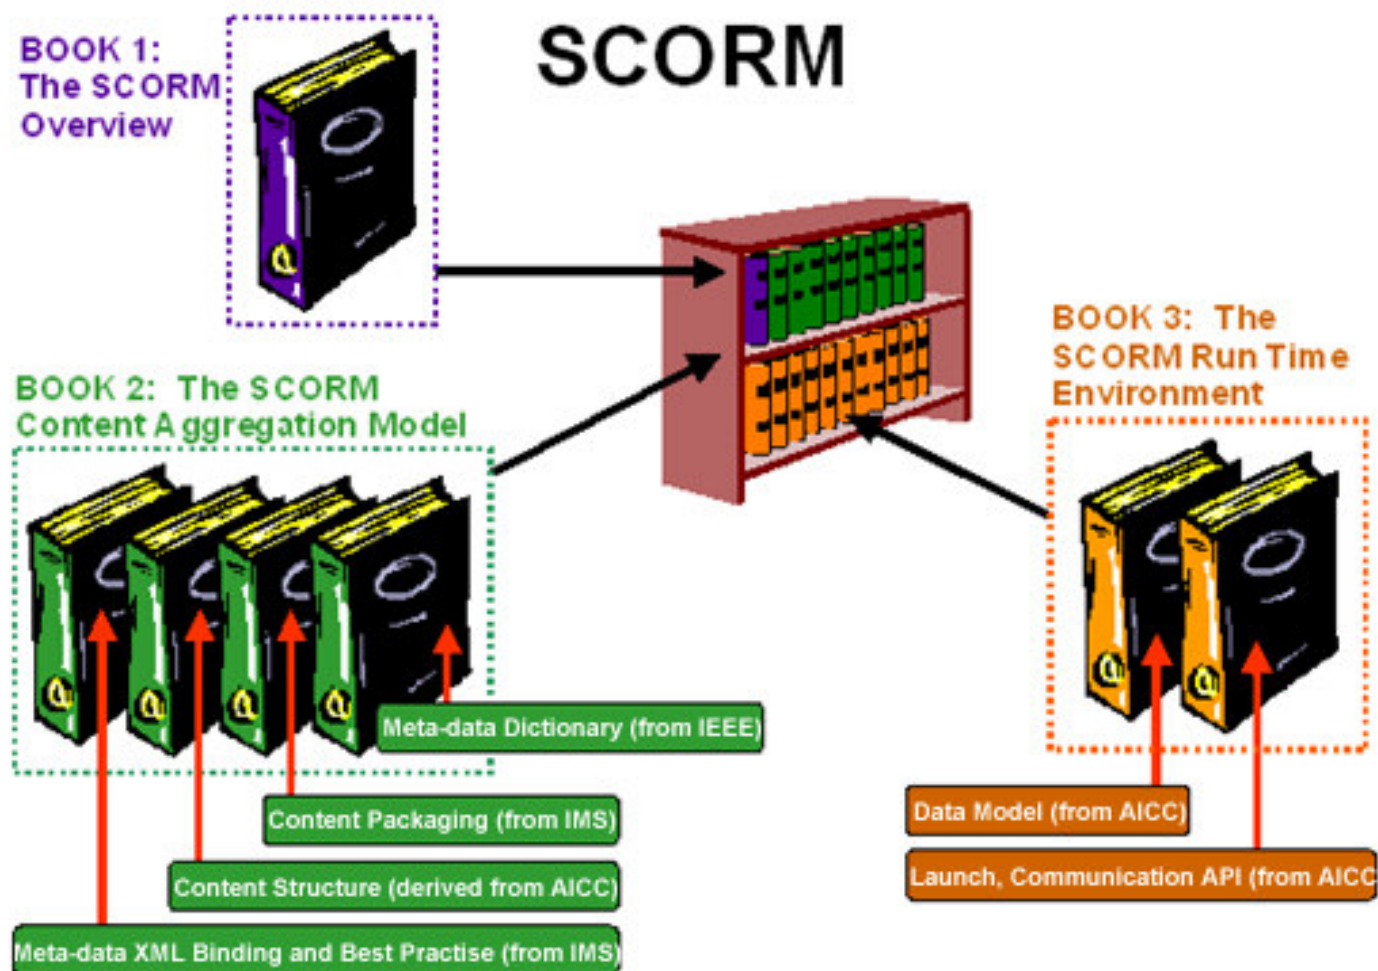 SCORM
BOOK 1:
The SCORM
Overview
BOOK 2: The SCORM
Content Aggregation Model
BOOK 3: The
SCORM Run Time
Environment
Meta-data Dictionary (from IEEE)
Content Packaging (from IMS)
Content Structure (derived from AICC)
Meta-data XML Binding and Best Practise (from IMS)
Data Model (from AICC)
Launch, Communication API (from AICC